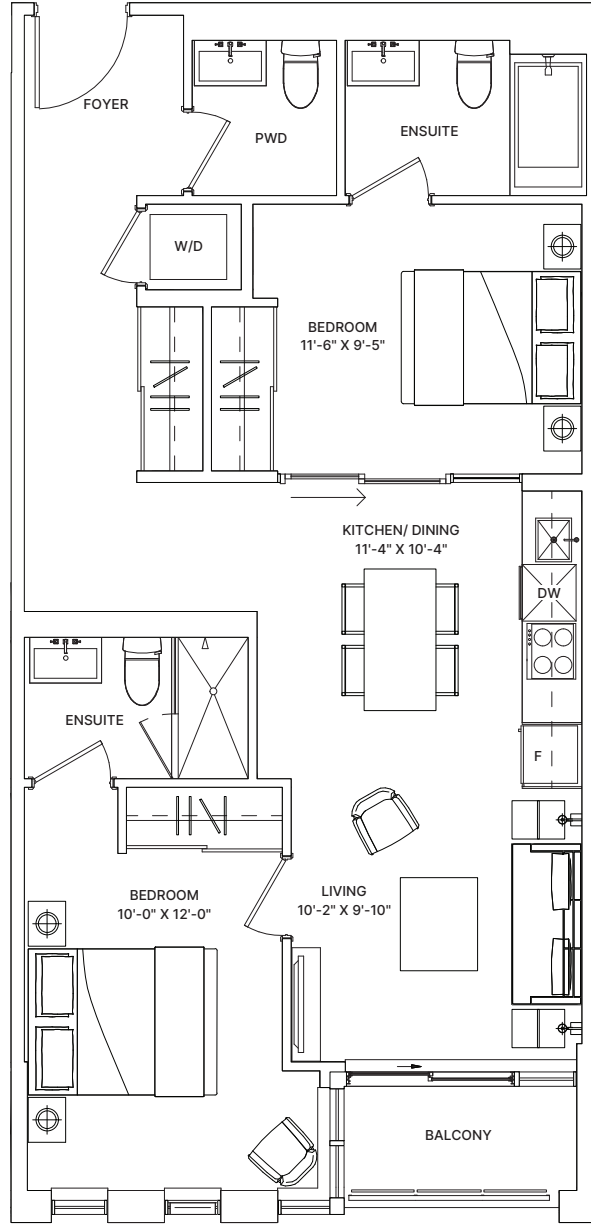 FOYER
PWD
ENSUITE
W/D
BEDROOM
11'-6" X 9'-5"
KITCHEN/ DINING
11'-4" X 10'-4"
DW
ENSUITE
F
BEDROOM
10'-0" X 12'-0"
LIVING
10'-2" X 9'-10"
BALCONY